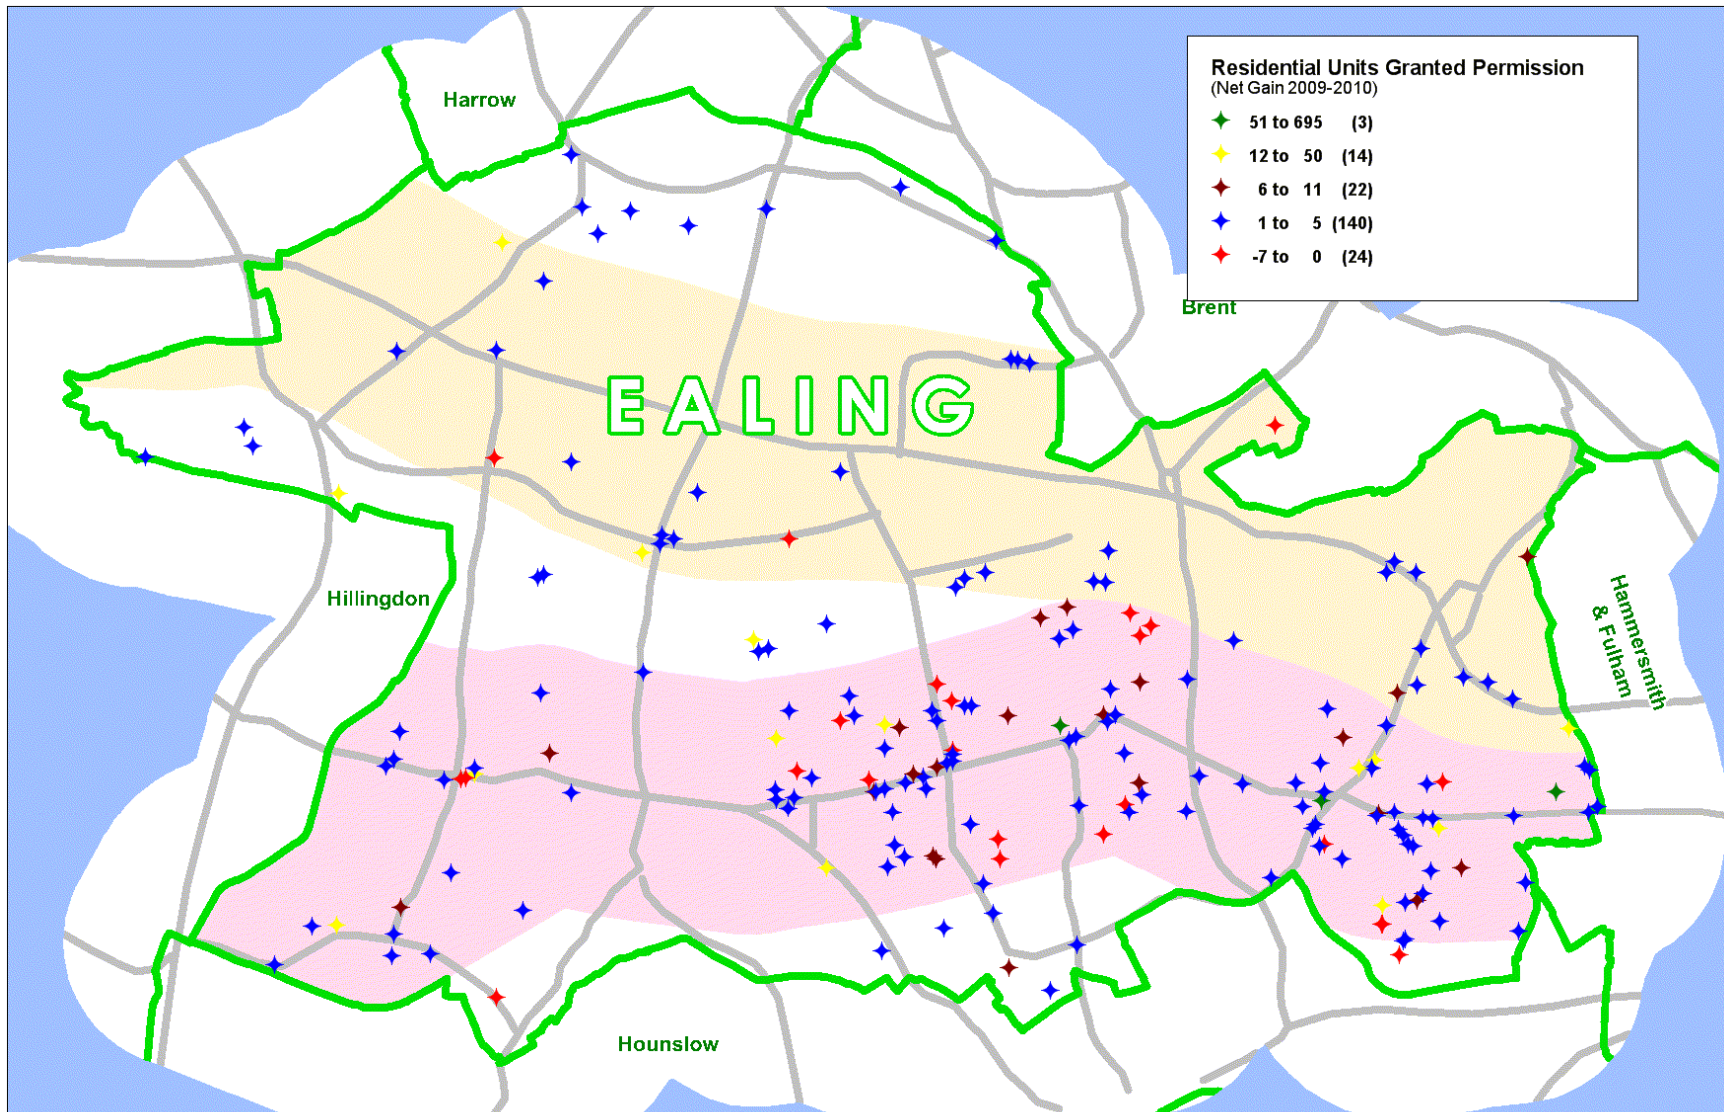 Residential Units Granted Permission
(Net Gain 2009-2010)
51 to 695 (3)
12 to 50 (14)
6 to 11 (22)
1 to 5 (140)
-7 to 0 (24)
Harrow
Brent
EALING
Hillingdon
Hammersmith
& Fulham
Hounslow